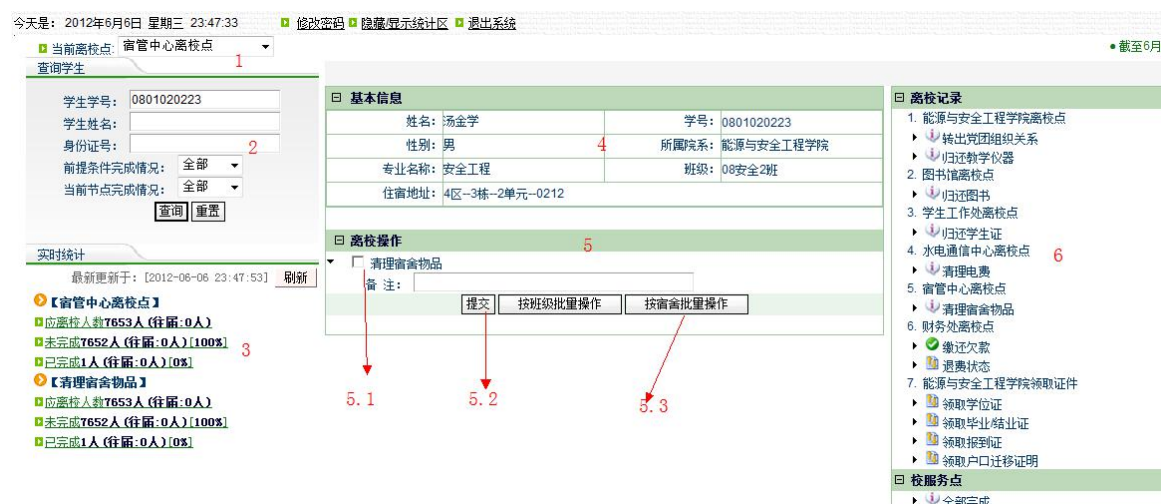 今天是: 2012年6月6日 星期三 23:47:33 修改密码 隐藏/显示统计区 退出系统
当前离校点: 宿管中心离校点
1
截至6月
查询学生
学生学号: 0801020223
学生姓名:
身份证号:
2
前提条件完成情况: 全部
当前节点完成情况: 全部
查询 重置
实时统计
最新更新于: [2012-06-06 23:47:53] 刷新
【宿管中心离校点】
应离校人数7653人(往届:0人)
未完成7652人(往届:0人)[100%]
3
已完成1人(往届:0人)[0%]
【清理宿舍物品】
应离校人数7653人(往届:0人)
未完成7652人(往届:0人)[100%]
已完成1人(往届:0人)[0%]
基本信息
姓名: 汤金学 学号: 0801020223
性别: 男 4 所属院系: 能源与安全工程学院
专业名称: 安全工程 班级: 08安全2班
住宿地址: 4区--3栋--2单元--0212
离校操作
5
清理宿舍物品
备 注:
提交 按班级批量操作 按宿舍批量操作
5.1 5.2 5.3
离校记录
1. 能源与安全工程学院离校点
转出党团组织关系
归还教学仪器
2. 图书馆离校点
归还图书
3. 学生工作处离校点
归还学生证
4. 水电通信中心离校点
6
清理电费
5. 宿管中心离校点
清理宿舍物品
6. 财务处离校点
缴还欠款
退费状态
7. 能源与安全工程学院领取证件
领取学位证
领取毕业/结业证
领取报到证
领取户口迁移证明
校服务点
全部完成